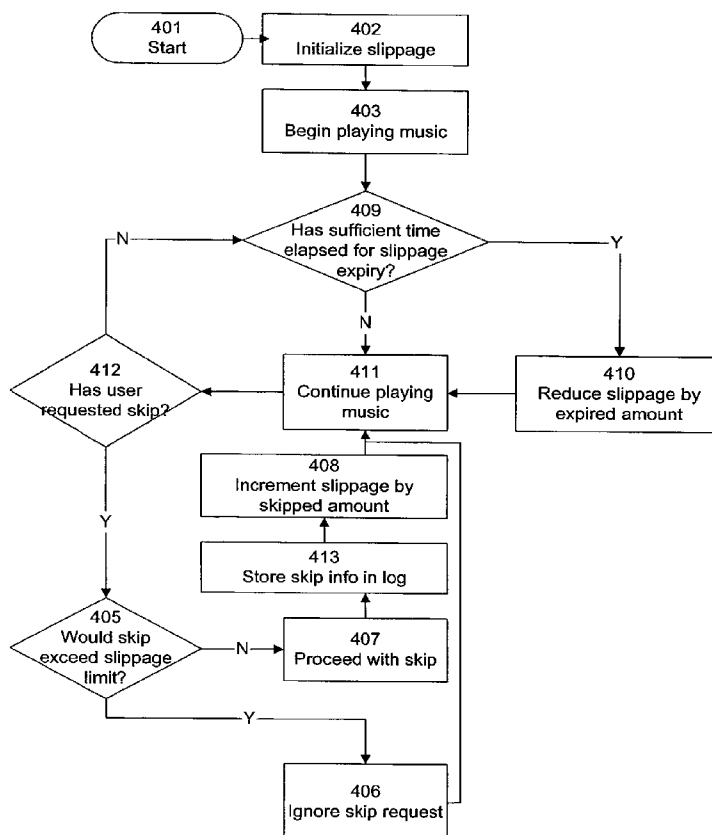 401
Start
402
Initialize slippage
403
Begin playing music
409
Has sufficient time
elapsed for slippage
expiry?
N
Y
N
412
Has user
requested skip?
411
Continue playing
music
410
Reduce slippage by
expired amount
408
Increment slippage by
skipped amount
Y
413
Store skip info in log
405
Would skip
exceed slippage
limit?
N
407
Proceed with skip
Y
406
Ignore skip request